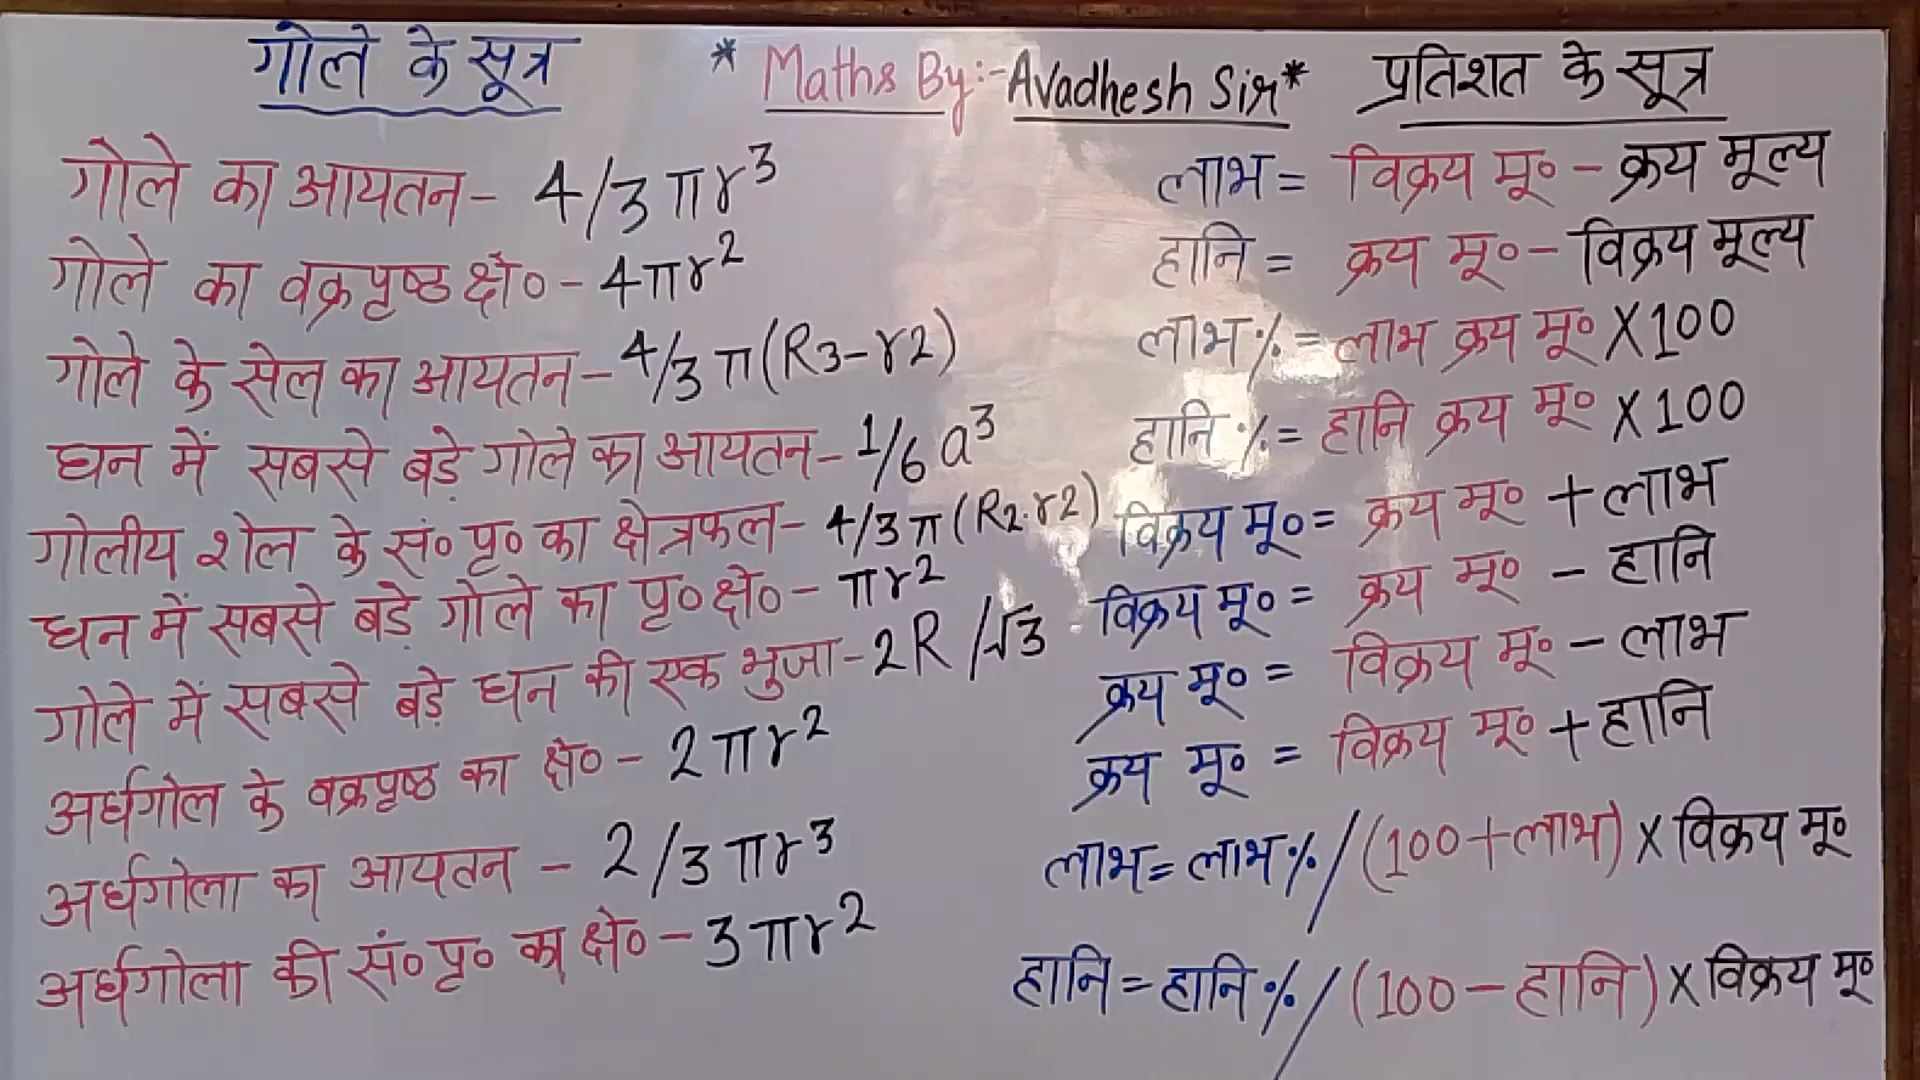 गोले के सूत्र
* Maths By:- Avadhesh Sir*
गोले का आयतन- 4/3 πr³
गोले का वक्रपृष्ठ क्षे०- 4πr²
गोले के सेल का आयतन- 4/3 π(R3-r2)
घन में सबसे बड़े गोले का आयतन- 1/6 a³
गोलीय शेल के सं० पृ० का क्षेत्रफल- 4/3 π (R2.r2)
घन में सबसे बड़े गोले का पृ० क्षे०- πr²
गोले में सबसे बड़े घन की एक भुजा- 2R /√3
अर्धगोल के वक्रपृष्ठ का क्षे० - 2πr²
अर्धगोला का आयतन - 2/3 πr³
अर्धगोला की सं० पृ० का क्षे०- 3πr²
प्रतिशत के सूत्र
लाभ = विक्रय मू० - क्रय मूल्य
हानि = क्रय मू० - विक्रय मूल्य
लाभ % = लाभ क्रय मू० X100
हानि % = हानि क्रय मू० X100
विक्रय मू० = क्रय मू० + लाभ
विक्रय मू० = क्रय मू० - हानि
क्रय मू० = विक्रय मू० - लाभ
क्रय मू० = विक्रय मू० + हानि
लाभ = लाभ % / (100+लाभ) X विक्रय मू०
हानि = हानि % / (100 - हानि) X विक्रय मू०